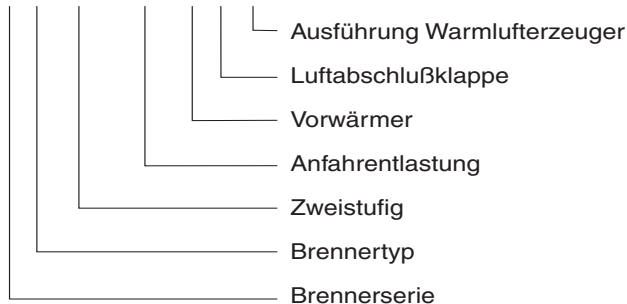 Ausführung Warmlufterzeuger
Luftabschlußklappe
Vorwärmer
Anfahrentlastung
Zweistufig
Brennertyp
Brennerserie